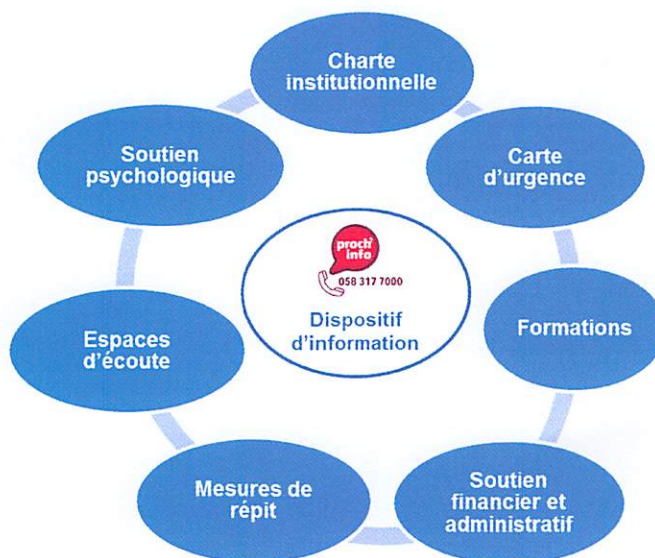 Charte
institutionnelle
Carte
d'urgence
Formations
Soutien
financier et
administratif
Mesures de
répit
Espaces
d'écoute
Soutien
psychologique
proch'
info
058 317 7000
Dispositif
d'information